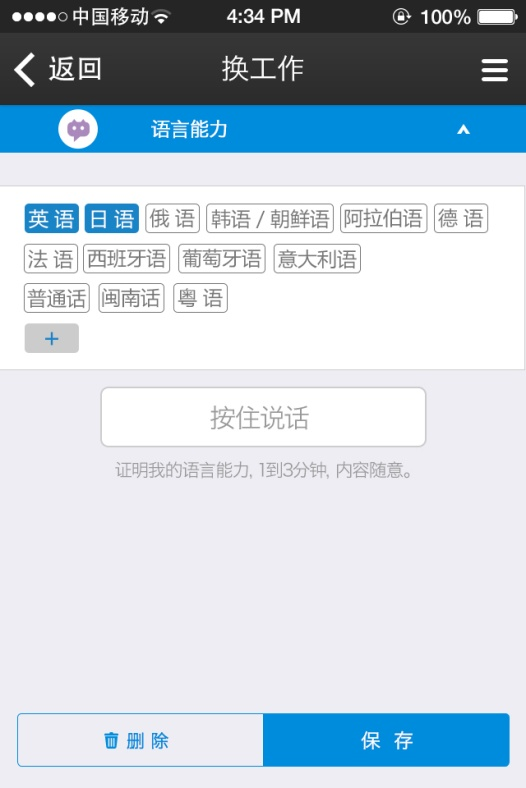 中国移动 4:34 PM 100%
返回 换工作
语言能力
英语 日语 俄语 韩语 / 朝鲜语 阿拉伯语 德语
法语 西班牙语 葡萄牙语 意大利语
普通话 闽南话 粤语
+
按住说话
证明我的语言能力, 1到3分钟, 内容随意。
删除 保存